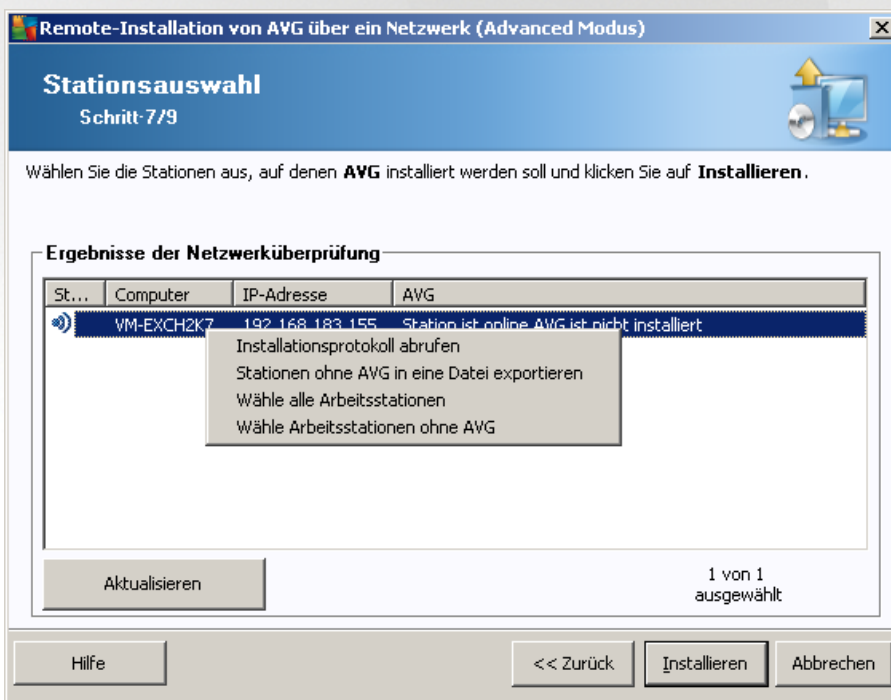 Remote-Installation von AVG über ein Netzwerk (Advanced Modus)
Stationsauswahl
Schritt-7/9
Wählen Sie die Stationen aus, auf denen AVG installiert werden soll und klicken Sie auf Installieren.
Ergebnisse der Netzwerküberprüfung
St... Computer IP-Adresse AVG
VM-EXCH2K7 192.168.183.155 Station ist online AVG ist nicht installiert
Installationsprotokoll abrufen
Stationen ohne AVG in eine Datei exportieren
Wähle alle Arbeitsstationen
Wähle Arbeitsstationen ohne AVG
Aktualisieren
1 von 1
ausgewählt
Hilfe
<< Zurück
Installieren
Abbrechen